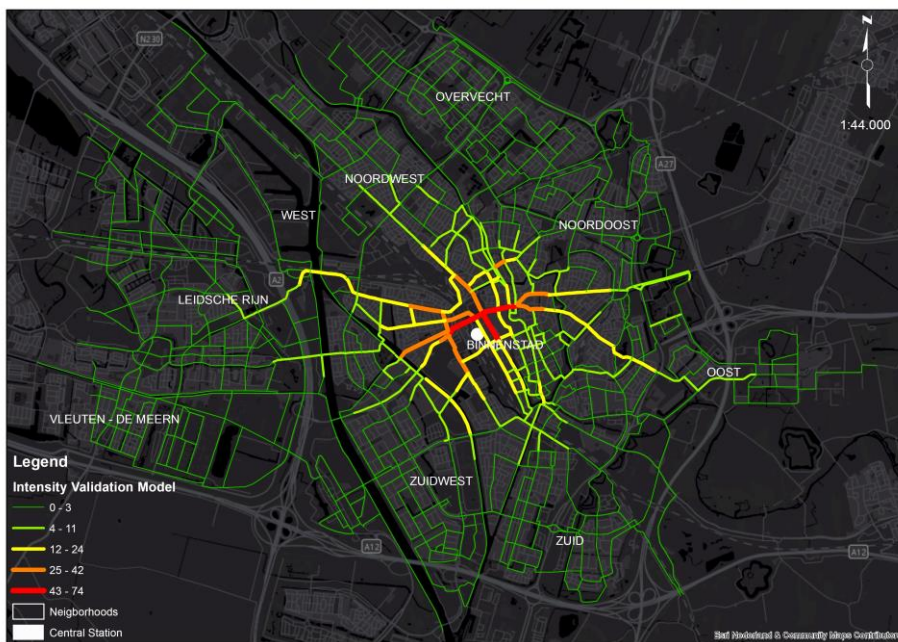 N230
OVERVECHT
N
1:44.000
A27
NOORDWEST
WEST
NOORDOOST
A2
LEIDSCHE RIJN
BINNENSTAD
OOST
VLEUTEN - DE MEERN
Legend
Intensity Validation Model
0 - 3
4 - 11
12 - 24
25 - 42
43 - 74
Neigborhoods
Central Station
ZUIDWEST
ZUID
A12
A12
Esri Nederland & Community Maps Contributors